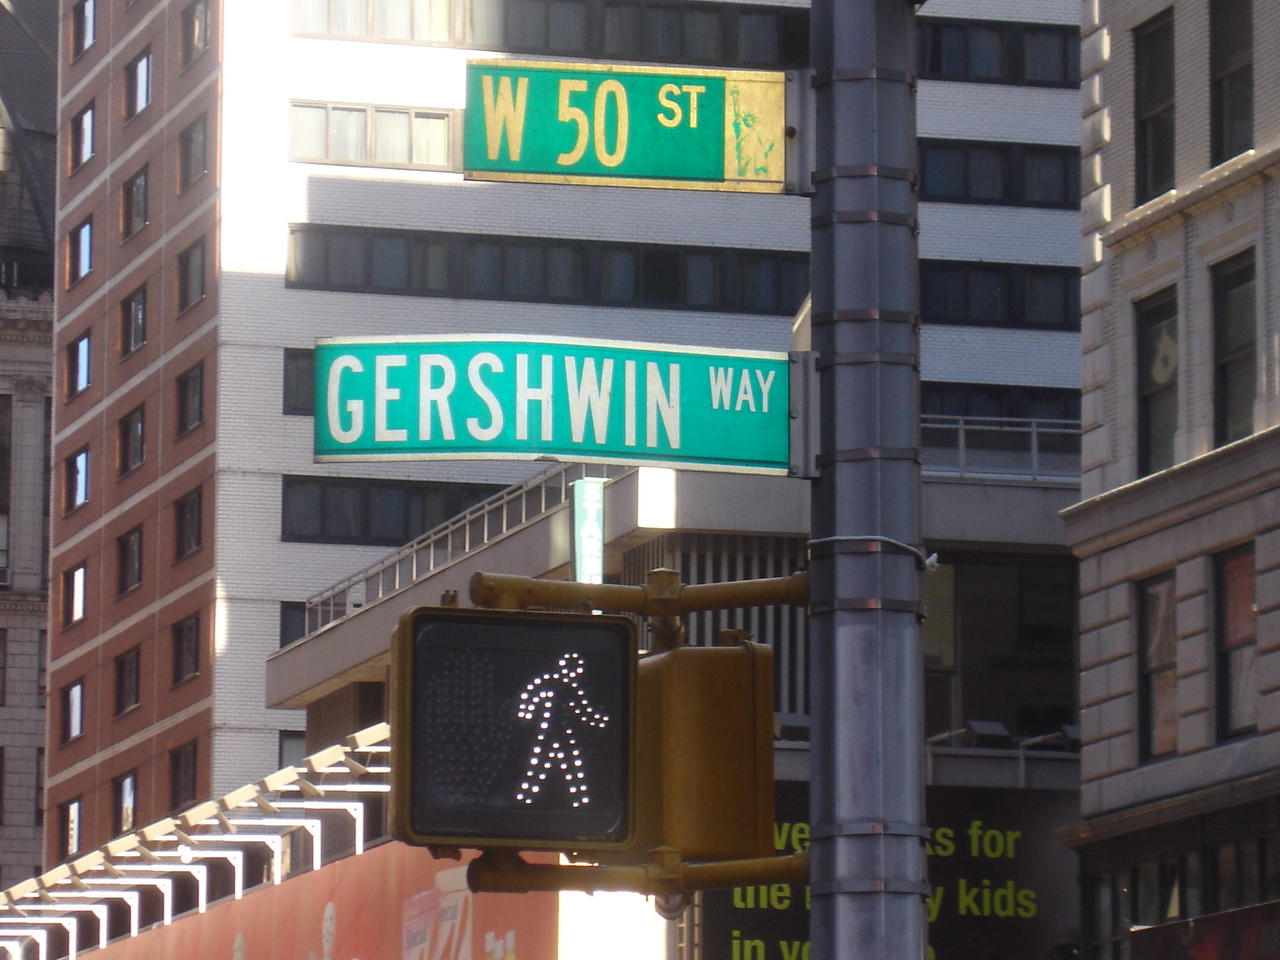 W 50 ST
GERSHWIN WAY
for
the kids
in